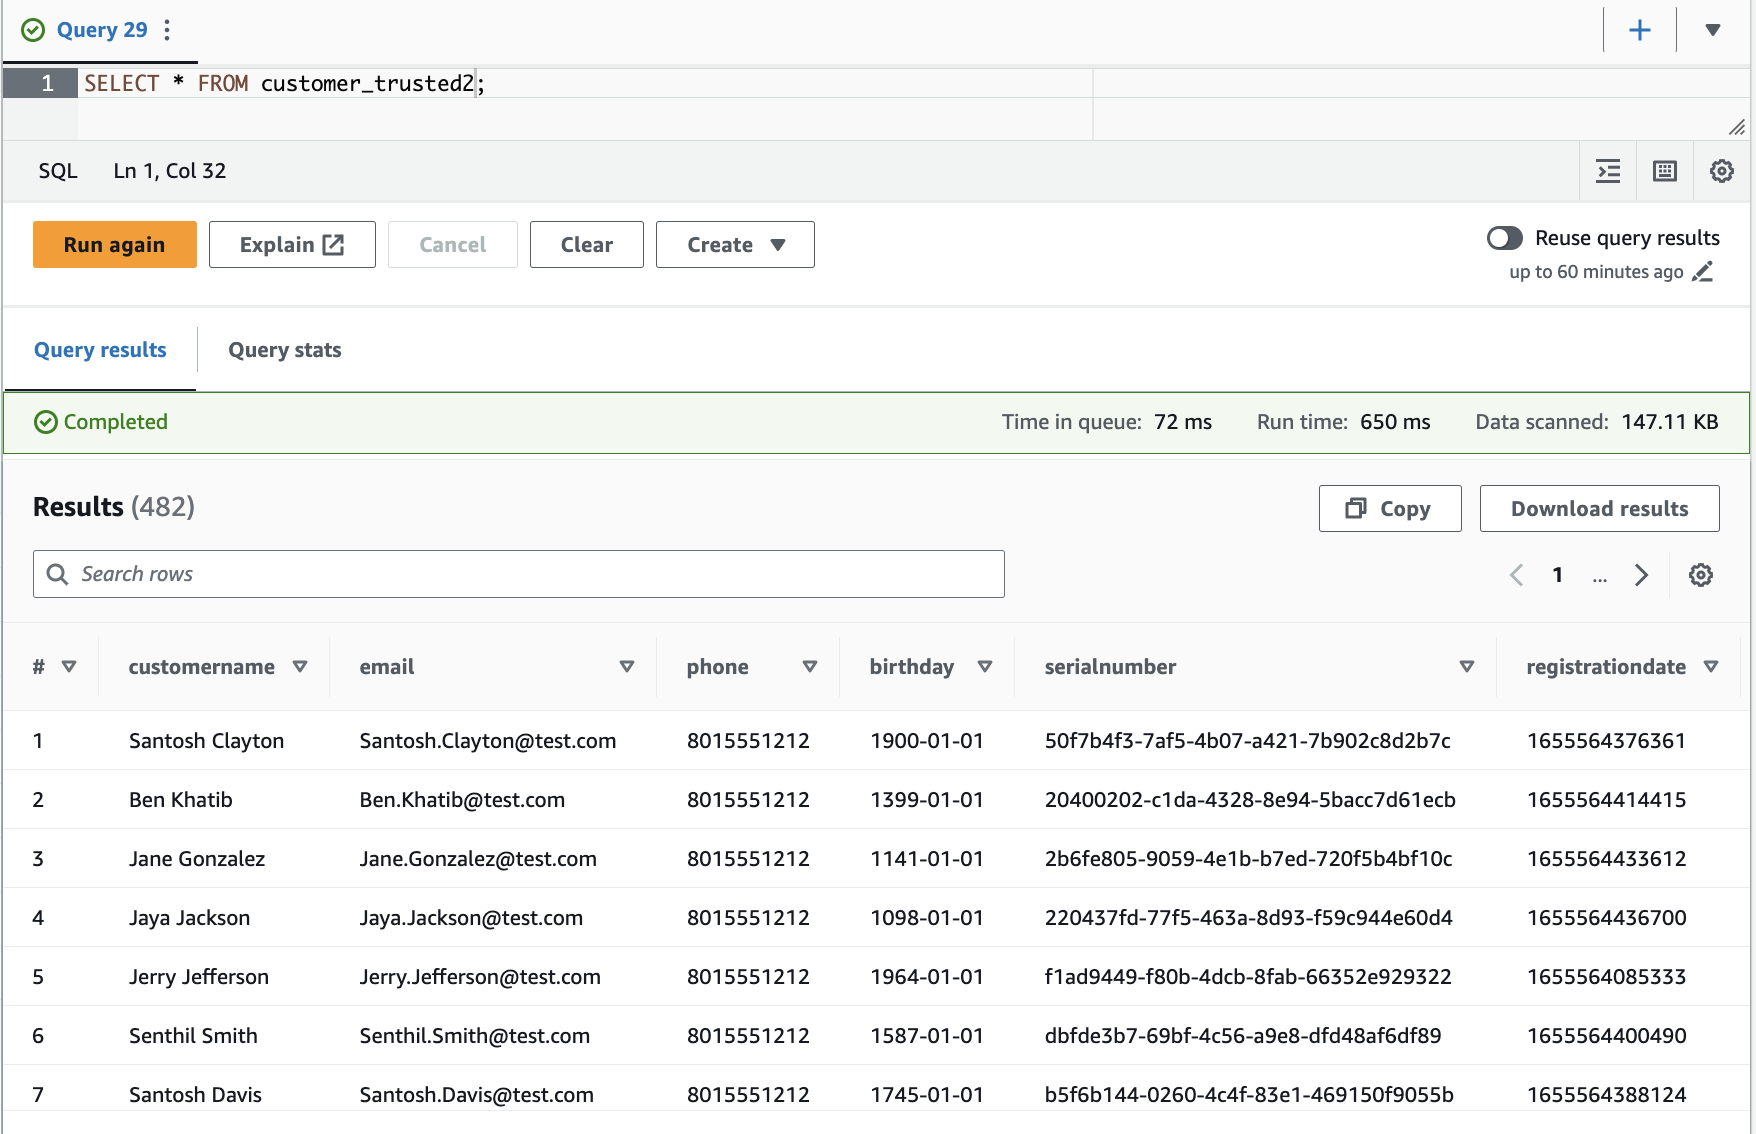 Query 29
1 SELECT * FROM customer_trusted2;
SQL Ln 1, Col 32
Run again Explain Cancel Clear Create Reuse query results
up to 60 minutes ago
Query results Query stats
Completed Time in queue: 72 ms Run time: 650 ms Data scanned: 147.11 KB
Results (482) Copy Download results
Search rows 1 ...
# customername email phone birthday serialnumber registrationdate
1 Santosh Clayton Santosh.Clayton@test.com 8015551212 1900-01-01 50f7b4f3-7af5-4b07-a421-7b902c8d2b7c 1655564376361
2 Ben Khatib Ben.Khatib@test.com 8015551212 1399-01-01 20400202-c1da-4328-8e94-5bacc7d61ecb 1655564414415
3 Jane Gonzalez Jane.Gonzalez@test.com 8015551212 1141-01-01 2b6fe805-9059-4e1b-b7ed-720f5b4bf10c 1655564433612
4 Jaya Jackson Jaya.Jackson@test.com 8015551212 1098-01-01 220437fd-77f5-463a-8d93-f59c944e60d4 1655564436700
5 Jerry Jefferson Jerry.Jefferson@test.com 8015551212 1964-01-01 f1ad9449-f80b-4dcb-8fab-66352e929322 1655564085333
6 Senthil Smith Senthil.Smith@test.com 8015551212 1587-01-01 dbfde3b7-69bf-4c56-a9e8-dfd48af6df89 1655564400490
7 Santosh Davis Santosh.Davis@test.com 8015551212 1745-01-01 b5f6b144-0260-4c4f-83e1-469150f9055b 1655564388124